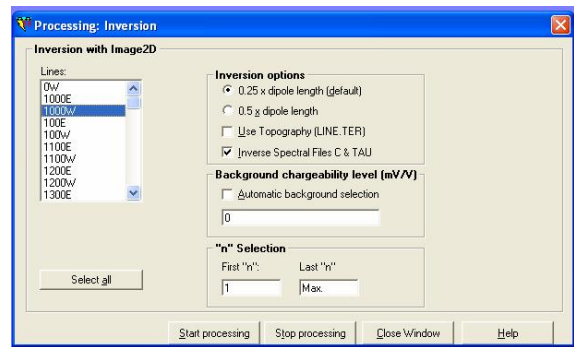 Processing: Inversion
Inversion with Image2D
Lines:
0W
1000E
1000W
100E
100W
1100E
1100W
1200E
1200W
1300E
Select all
Inversion options
0.25 x dipole length (default)
0.5 x dipole length
Use Topography (LINE.TER)
Inverse Spectral Files C & TAU
Background chargeability level (mV/V)
Automatic background selection
0
"n" Selection
First "n":
Last "n"
1
Max.
Start processing
Stop processing
Close Window
Help